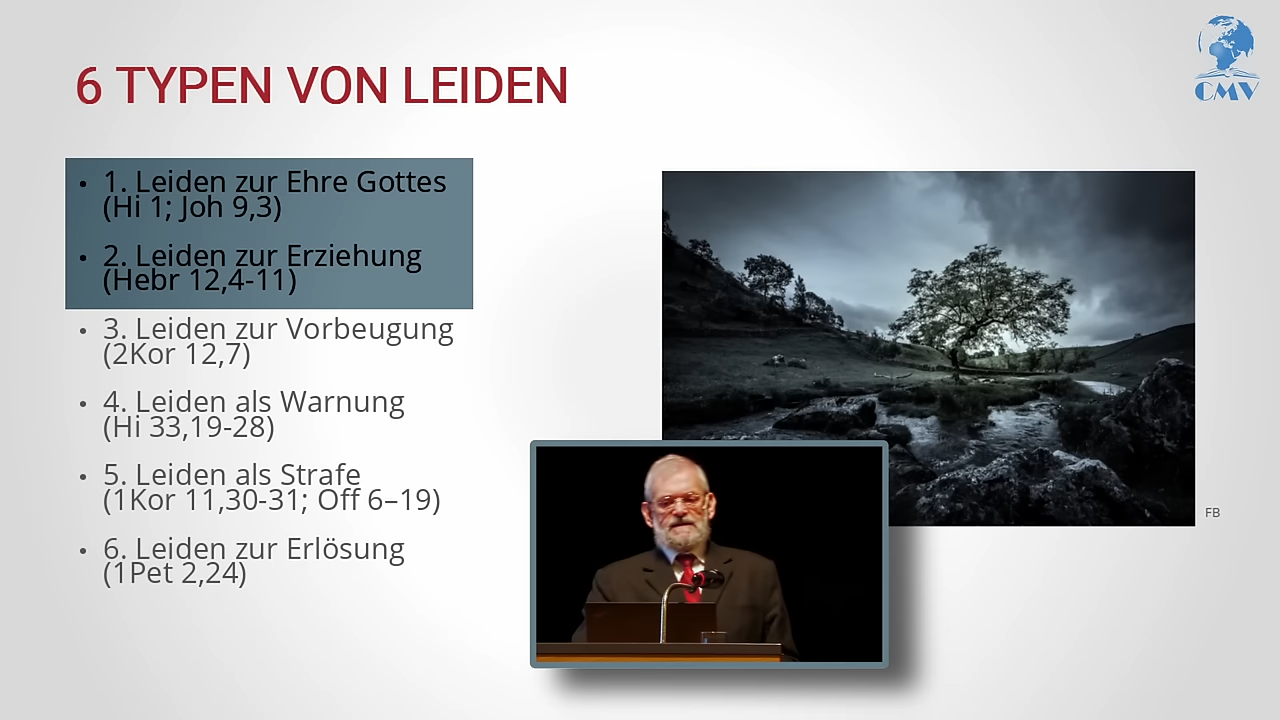 CMV
6 TYPEN VON LEIDEN
• 1. Leiden zur Ehre Gottes
(Hi 1; Joh 9,3)
• 2. Leiden zur Erziehung
(Hebr 12,4-11)
• 3. Leiden zur Vorbeugung
(2Kor 12,7)
• 4. Leiden als Warnung
(Hi 33,19-28)
• 5. Leiden als Strafe
(1Kor 11,30-31; Off 6–19)
• 6. Leiden zur Erlösung
(1Pet 2,24)
FB